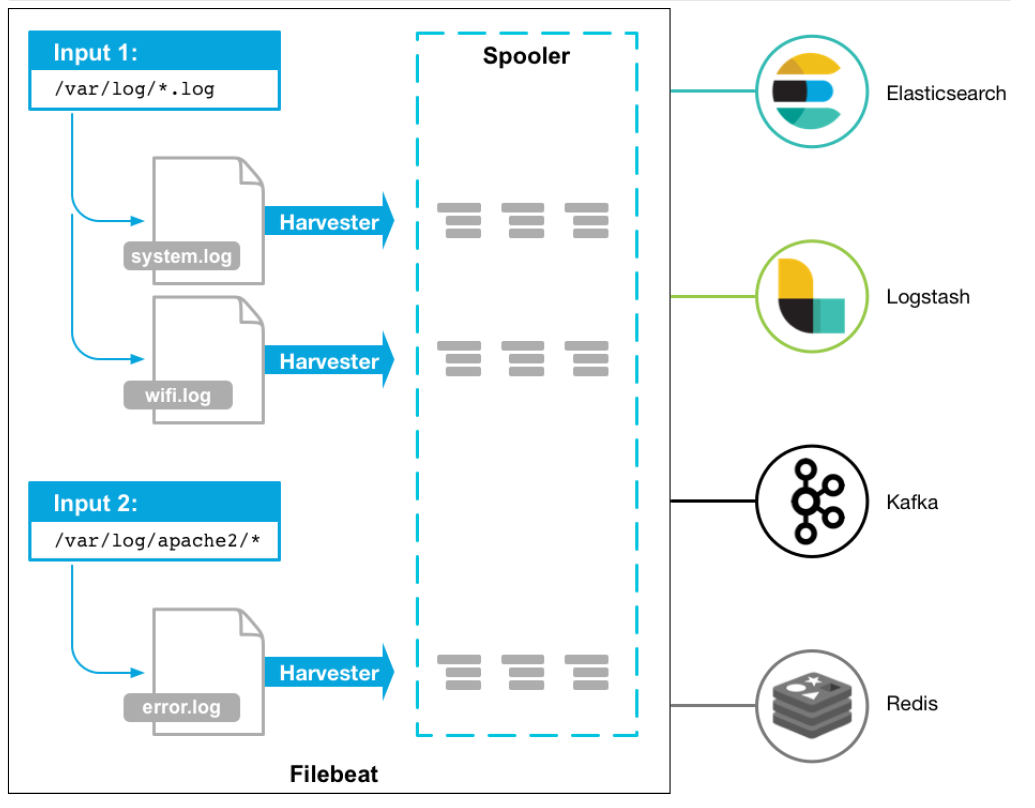 Input 1:
/var/log/*.log
Spooler
Elasticsearch
Harvester
system.log
Logstash
Harvester
wifi.log
Input 2:
/var/log/apache2/*
Kafka
Harvester
error.log
Redis
Filebeat